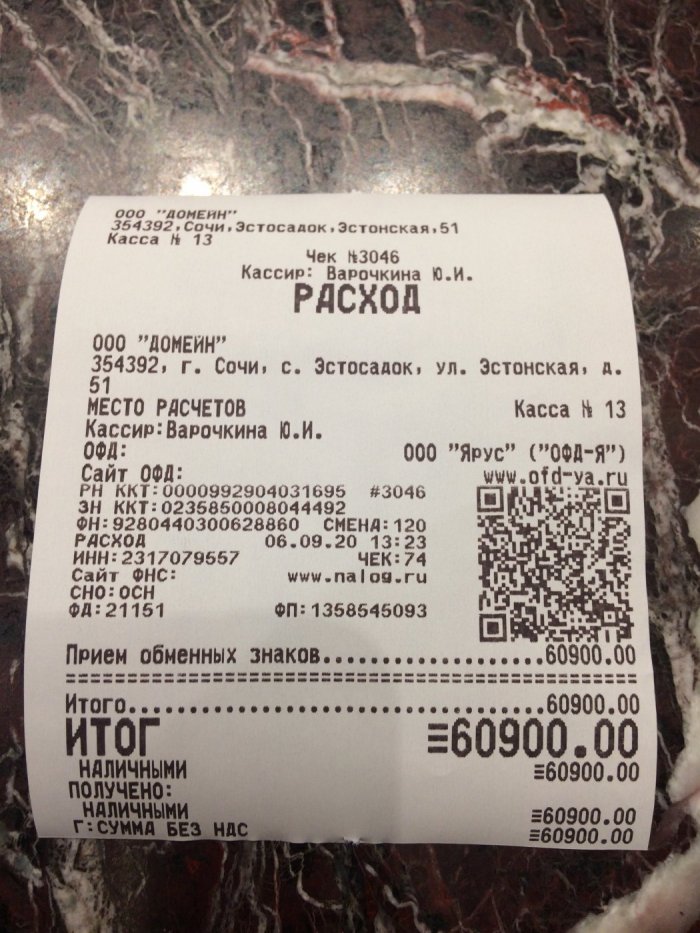 ООО "ДОМЕЙН"
354392,Сочи,Эстосадок,Эстонская,51
Касса № 13
Чек №3046
Кассир: Варочкина Ю.И.
РАСХОД
ООО "ДОМЕЙН"
354392, г. Сочи, с. Эстосадок, ул. Эстонская, д.
51
МЕСТО РАСЧЕТОВ Касса № 13
Кассир:Варочкина Ю.И.
ОФД: ООО "Ярус" ("ОФД-Я")
Сайт ОФД: www.ofd-ya.ru
РН ККТ:0000992904031695 #3046
ЗН ККТ:0235850008044492
ФН:9280440300628860 СМЕНА:120
РАСХОД 06.09.20 13:23
ИНН:2317079557 ЧЕК:74
Сайт ФНС: www.nalog.ru
СНО:ОСН
ФД:21151 ФП:1358545093
Прием обменных знаков....................60900.00
================================================
Итого....................................60900.00
ИТОГ ≡60900.00
НАЛИЧНЫМИ ≡60900.00
ПОЛУЧЕНО:
НАЛИЧНЫМИ ≡60900.00
Г:СУММА БЕЗ НДС ≡60900.00